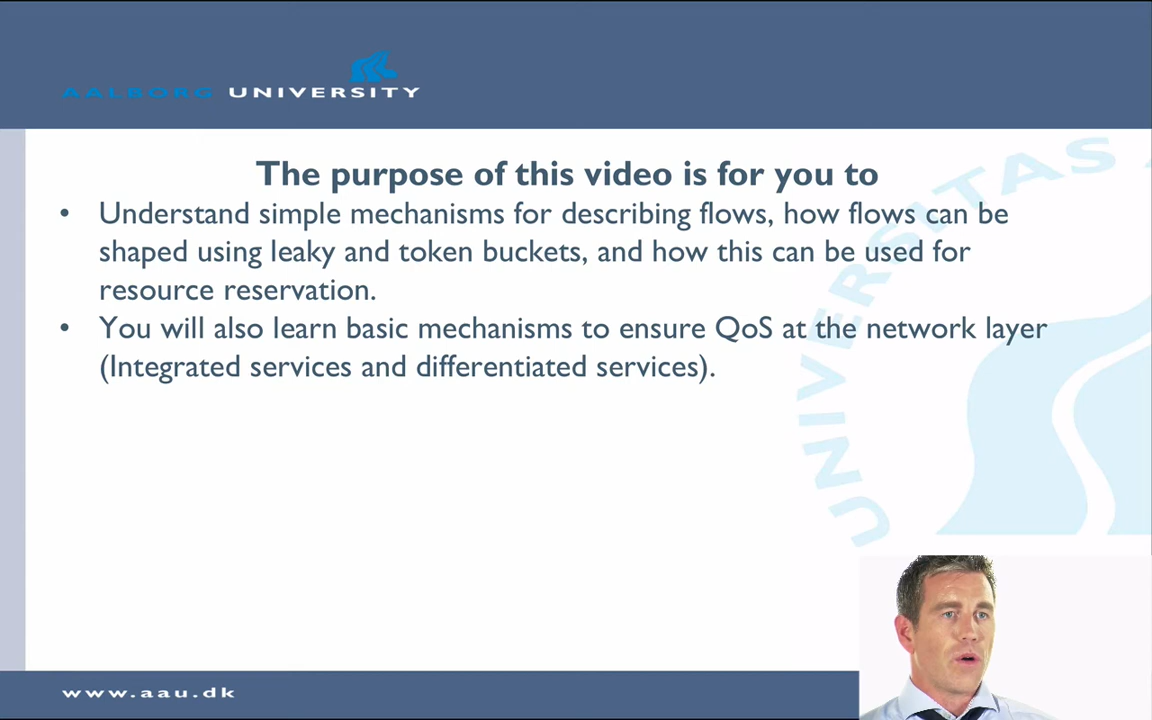 AALBORG UNIVERSITY
The purpose of this video is for you to
• Understand simple mechanisms for describing flows, how flows can be
shaped using leaky and token buckets, and how this can be used for
resource reservation.
• You will also learn basic mechanisms to ensure QoS at the network layer
(Integrated services and differentiated services).
UNIVERSITAS A
www.aau.dk